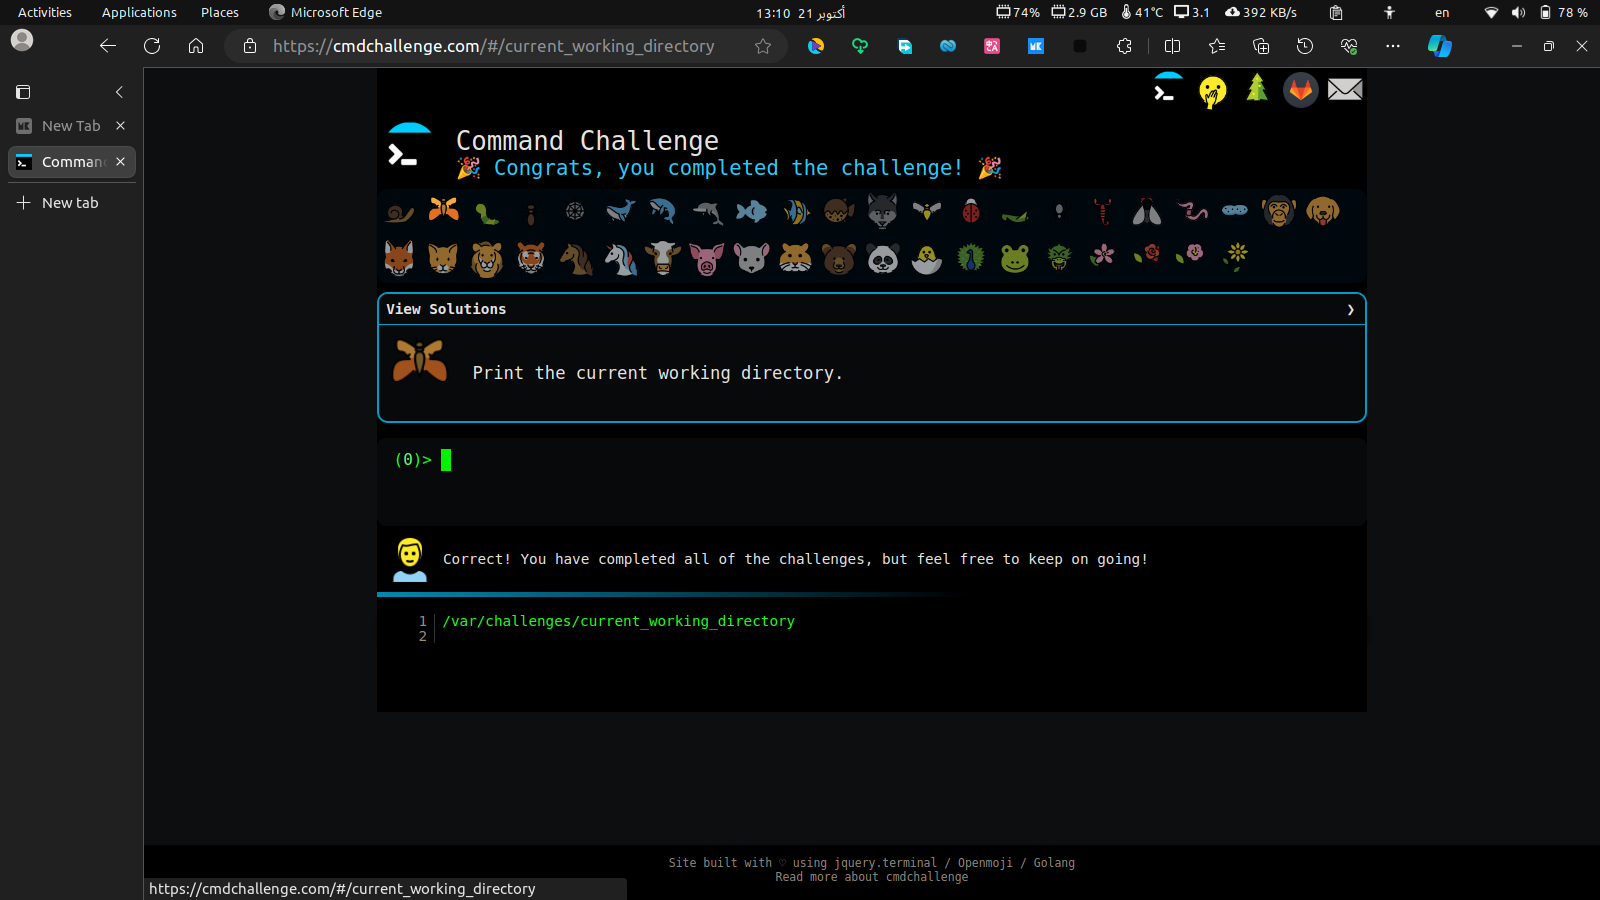 Activities Applications Places Microsoft Edge 13:10 21 أكتوبر 74% 2.9 GB 41°C 3.1 392 KB/s en 78 %
https://cmdchallenge.com/#/current_working_directory
New Tab
Comman
New tab
Command Challenge
🎉 Congrats, you completed the challenge! 🎉
View Solutions
Print the current working directory.
(0)>
Correct! You have completed all of the challenges, but feel free to keep on going!
1 /var/challenges/current_working_directory
2
Site built with ♡ using jquery.terminal / Openmoji / Golang
Read more about cmdchallenge
https://cmdchallenge.com/#/current_working_directory